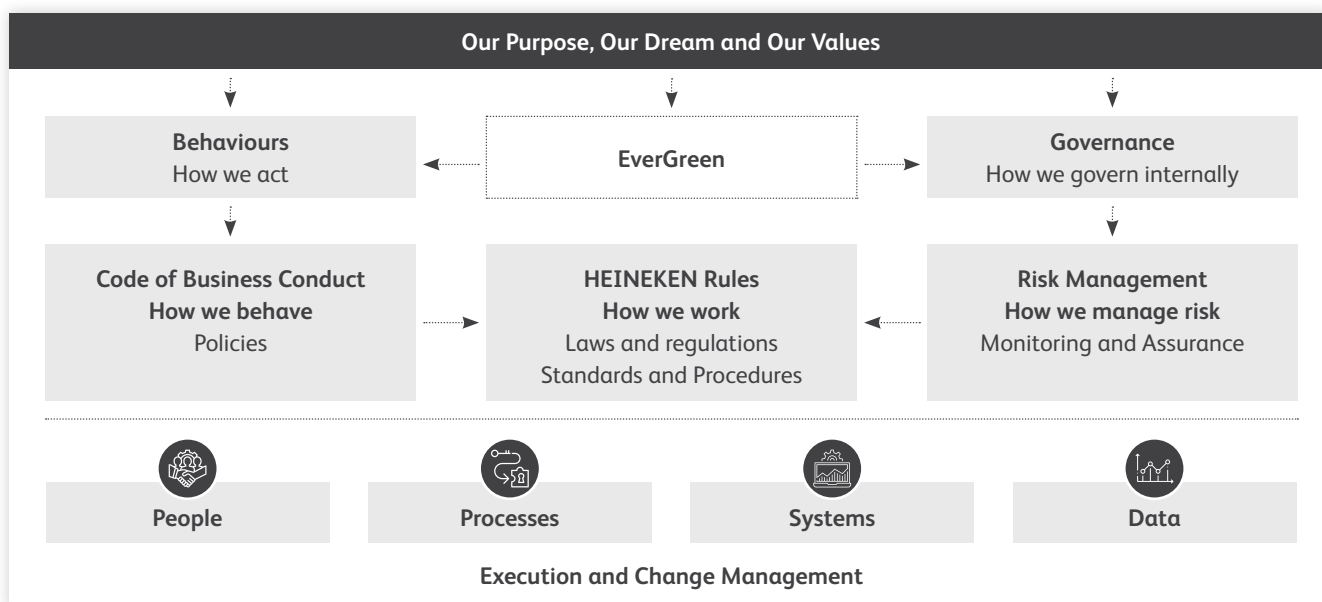 Our Purpose, Our Dream and Our Values
Behaviours
How we act
EverGreen
Governance
How we govern internally
Code of Business Conduct
How we behave
Policies
HEINEKEN Rules
How we work
Laws and regulations
Standards and Procedures
Risk Management
How we manage risk
Monitoring and Assurance
People
Processes
Systems
Data
Execution and Change Management